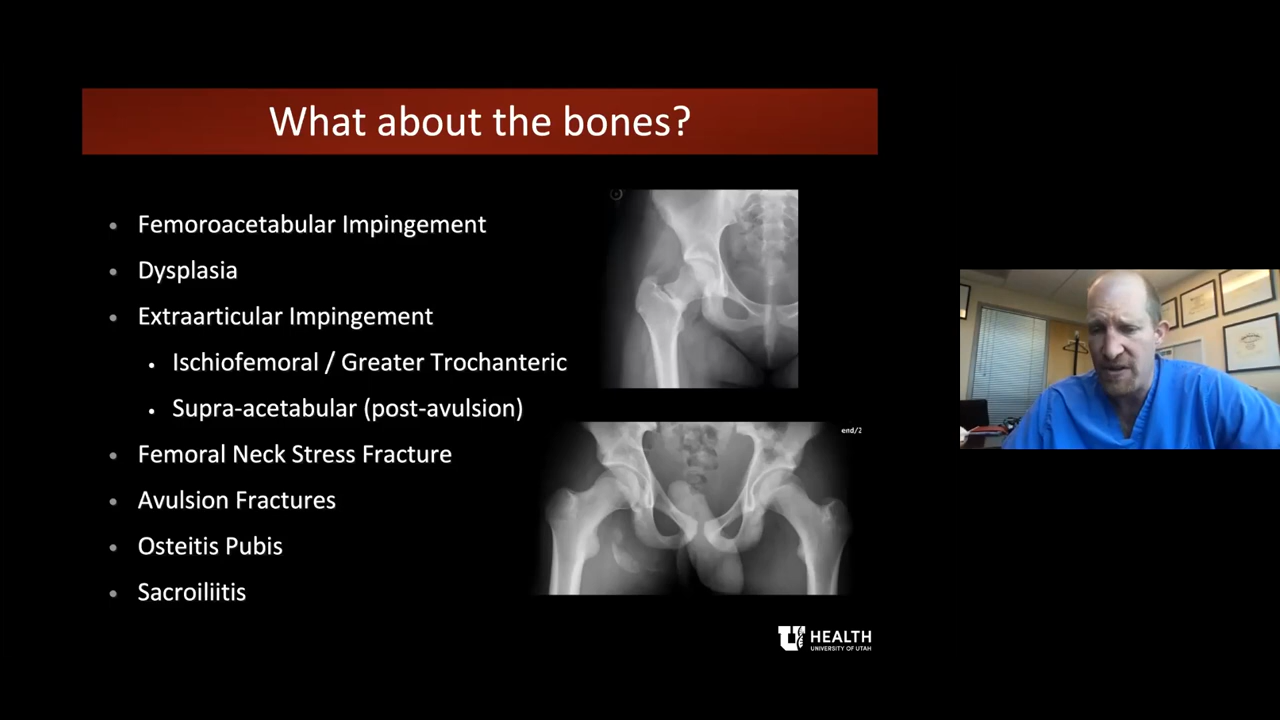 What about the bones?
• Femoroacetabular Impingement
• Dysplasia
• Extraarticular Impingement
• Ischiofemoral / Greater Trochanteric
• Supra-acetabular (post-avulsion)
• Femoral Neck Stress Fracture
• Avulsion Fractures
• Osteitis Pubis
• Sacroiliitis
end/2
U HEALTH
UNIVERSITY OF UTAH